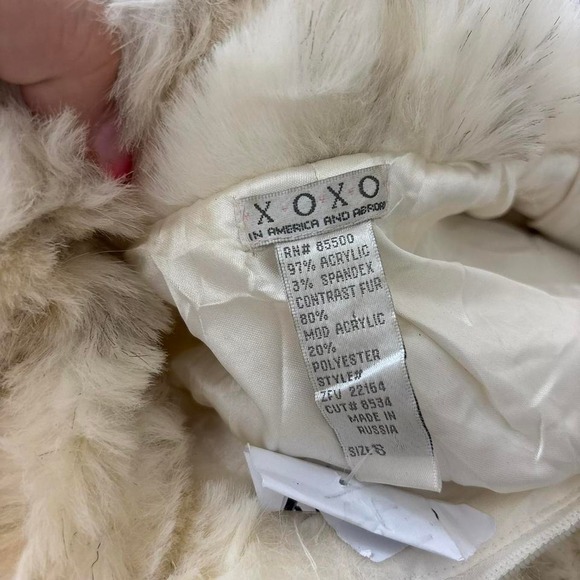 X·O·X·O
IN AMERICA AND ABROAD
RN# 85500
97% ACRYLIC
3% SPANDEX
CONTRAST FUR
80%
MOD ACRYLIC
20%
POLYESTER
STYLE#
ZFU 22164
CUT# 8534
MADE IN
RUSSIA
SIZE